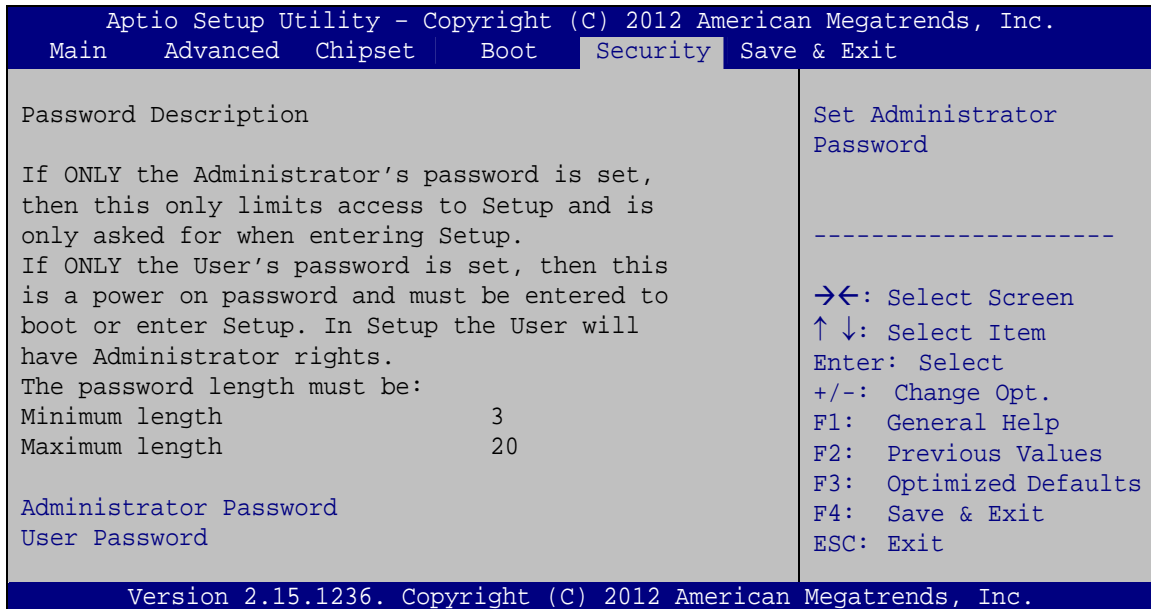 Aptio Setup Utility – Copyright (C) 2012 American Megatrends, Inc.
Main Advanced Chipset Boot Security Save & Exit
Password Description
If ONLY the Administrator’s password is set,
then this only limits access to Setup and is
only asked for when entering Setup.
If ONLY the User’s password is set, then this
is a power on password and must be entered to
boot or enter Setup. In Setup the User will
have Administrator rights.
The password length must be:
Minimum length 3
Maximum length 20
Administrator Password
User Password
Set Administrator
Password
---------------------
→←: Select Screen
↑ ↓: Select Item
Enter: Select
+/-: Change Opt.
F1: General Help
F2: Previous Values
F3: Optimized Defaults
F4: Save & Exit
ESC: Exit
Version 2.15.1236. Copyright (C) 2012 American Megatrends, Inc.